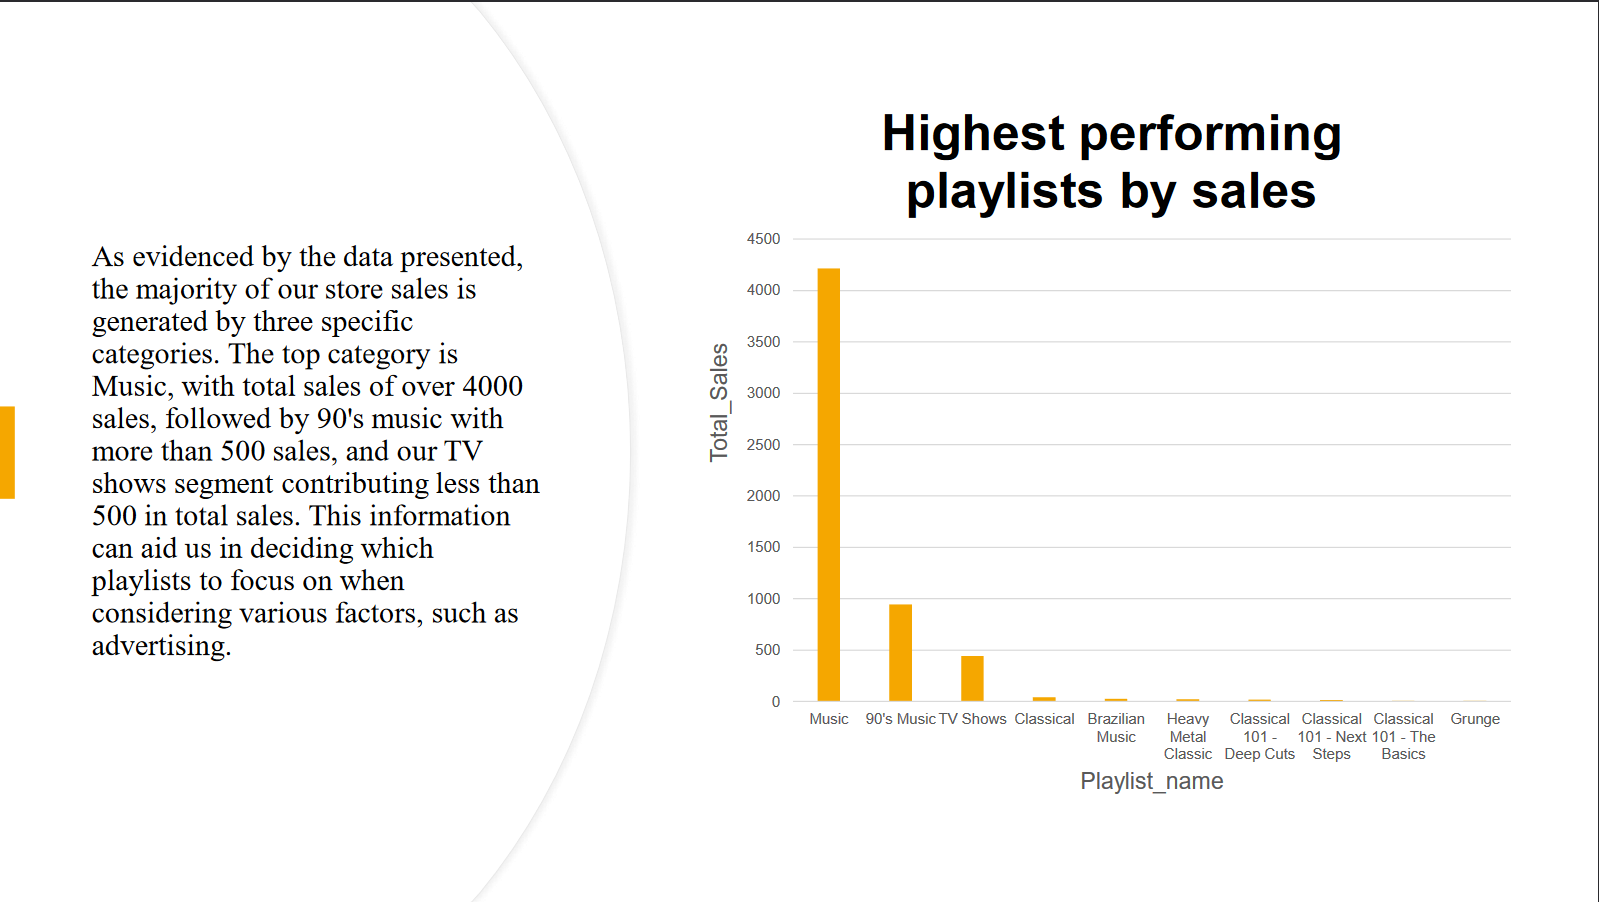 As evidenced by the data presented,
the majority of our store sales is
generated by three specific
categories. The top category is
Music, with total sales of over 4000
sales, followed by 90's music with
more than 500 sales, and our TV
shows segment contributing less than
500 in total sales. This information
can aid us in deciding which
playlists to focus on when
considering various factors, such as
advertising.
Highest performing
playlists by sales
Total_Sales
4500
4000
3500
3000
2500
2000
1500
1000
500
0
Music
90's Music
TV Shows
Classical
Brazilian
Music
Heavy
Metal
Classic
Classical
101 -
Deep Cuts
Classical
101 - Next
Steps
Classical
101 - The
Basics
Grunge
Playlist_name